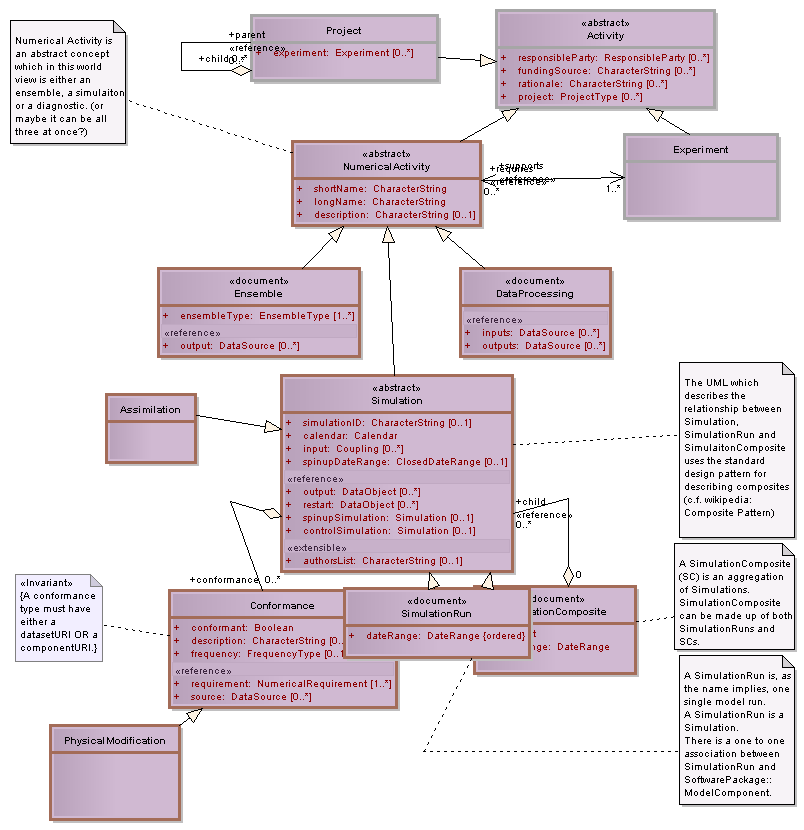 Numerical Activity is
an abstract concept
which in this world
view is either an
ensemble, a simulaiton
or a diagnostic. (or
maybe it can be all
three at once?)
+parent
«reference»
+child 0..*
Project
+ experiment: Experiment [0..*]
«abstract»
Activity
+ responsibleParty: ResponsibleParty [0..*]
+ fundingSource: CharacterString [0..*]
+ rationale: CharacterString [0..*]
+ project: ProjectType [0..*]
«abstract»
NumericalActivity
+ shortName: CharacterString
+ longName: CharacterString
+ description: CharacterString [0..1]
+supports
+requires
«reference»
«reference»
0..*
1..*
Experiment
«document»
Ensemble
+ ensembleType: EnsembleType [1..*]
«reference»
+ output: DataSource [0..*]
«document»
DataProcessing
«reference»
+ inputs: DataSource [0..*]
+ outputs: DataSource [0..*]
Assimilation
«abstract»
Simulation
+ simulationID: CharacterString [0..1]
+ calendar: Calendar
+ input: Coupling [0..*]
+ spinupDateRange: ClosedDateRange [0..1]
«reference»
+ output: DataObject [0..*]
+ restart: DataObject [0..*]
+ spinupSimulation: Simulation [0..1]
+ controlSimulation: Simulation [0..1]
«extensible»
+ authorsList: CharacterString [0..1]
The UML which
describes the
relationship between
Simulation,
SimulationRun and
SimulaitonComposite
uses the standard
design pattern for
describing composites
(c.f. wikipedia:
Composite Pattern)
+child
«reference»
0..*
0
+conformance 0..*
«Invariant»
{A conformance
type must have
either a
datasetURI OR a
componentURI.}
Conformance
+ conformant: Boolean
+ description: CharacterString [0..
+ frequency: FrequencyType [0..1
«reference»
+ requirement: NumericalRequirement [1..*]
+ source: DataSource [0..*]
«document»
SimulationRun
+ dateRange: DateRange {ordered}
«document»
ationComposite
nge: DateRange
A SimulationComposite
(SC) is an aggregation
of Simulations.
SimulationComposite
can be made up of both
SimulationRuns and
SCs.
A SimulationRun is, as
the name implies, one
single model run.
A SimulationRun is a
Simulation.
There is a one to one
association between
SimulationRun and
SoftwarePackage::
ModelComponent.
PhysicalModification